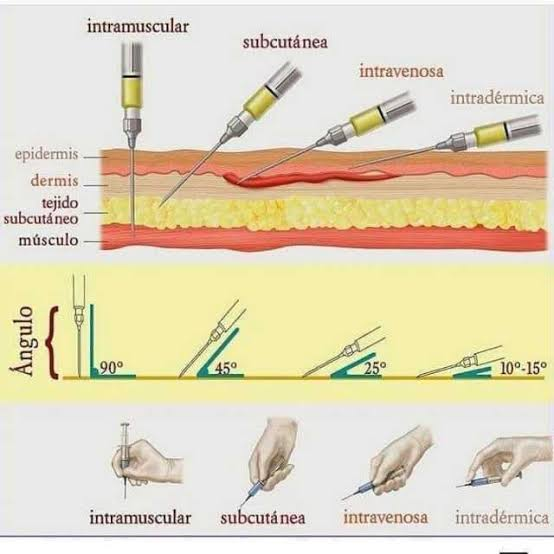 intramuscular
subcutánea
intravenosa
intradérmica
epidermis
dermis
tejido
subcutáneo
músculo
Ángulo
90°
45°
25°
10°-15°
intramuscular
subcutánea
intravenosa
intradérmica